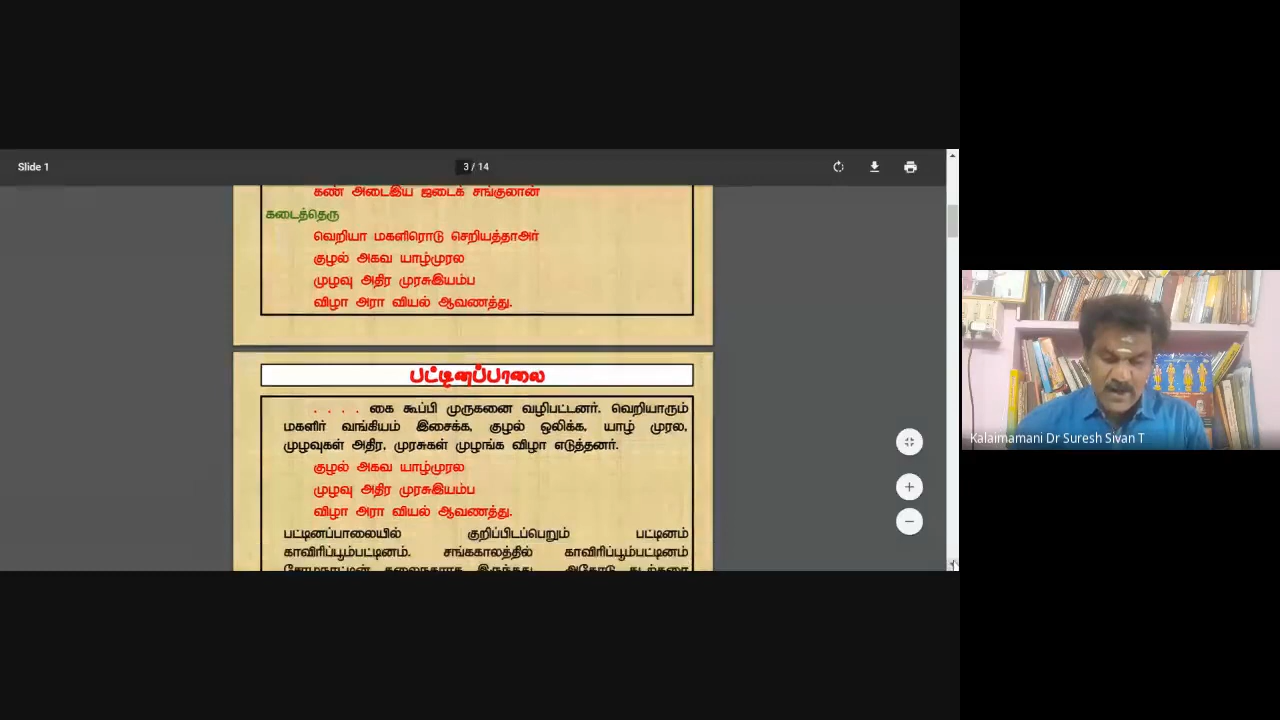 Slide 1
3 / 14
கண் அடைஇய ஜடைக் சங்குலான்
கடைத்தெரு
வெறியா மகளிரொடு செறியத்தாஅர்
குழல் அகவ யாழ்முரல
முழவு அதிர முரசுஇயம்ப
விழா அரா வியல் ஆவணத்து.
பட்டினப்பாலை
. . . . கை கூப்பி முருகனை வழிபட்டனர். வெறியாரும்
மகளிர் வங்கியம் இசைக்க, குழல் ஒலிக்க, யாழ் முரல,
முழவுகள் அதிர, முரசுகள் முழங்க விழா எடுத்தனர்.
குழல் அகவ யாழ்முரல
முழவு அதிர முரசுஇயம்ப
விழா அரா வியல் ஆவணத்து.
பட்டினப்பாலையில் குறிப்பிடப்பெறும் பட்டினம்
காவிரிப்பூம்பட்டினம். சங்ககாலத்தில் காவிரிப்பூம்பட்டினம்
Kalaimamani Dr Suresh Sivan T